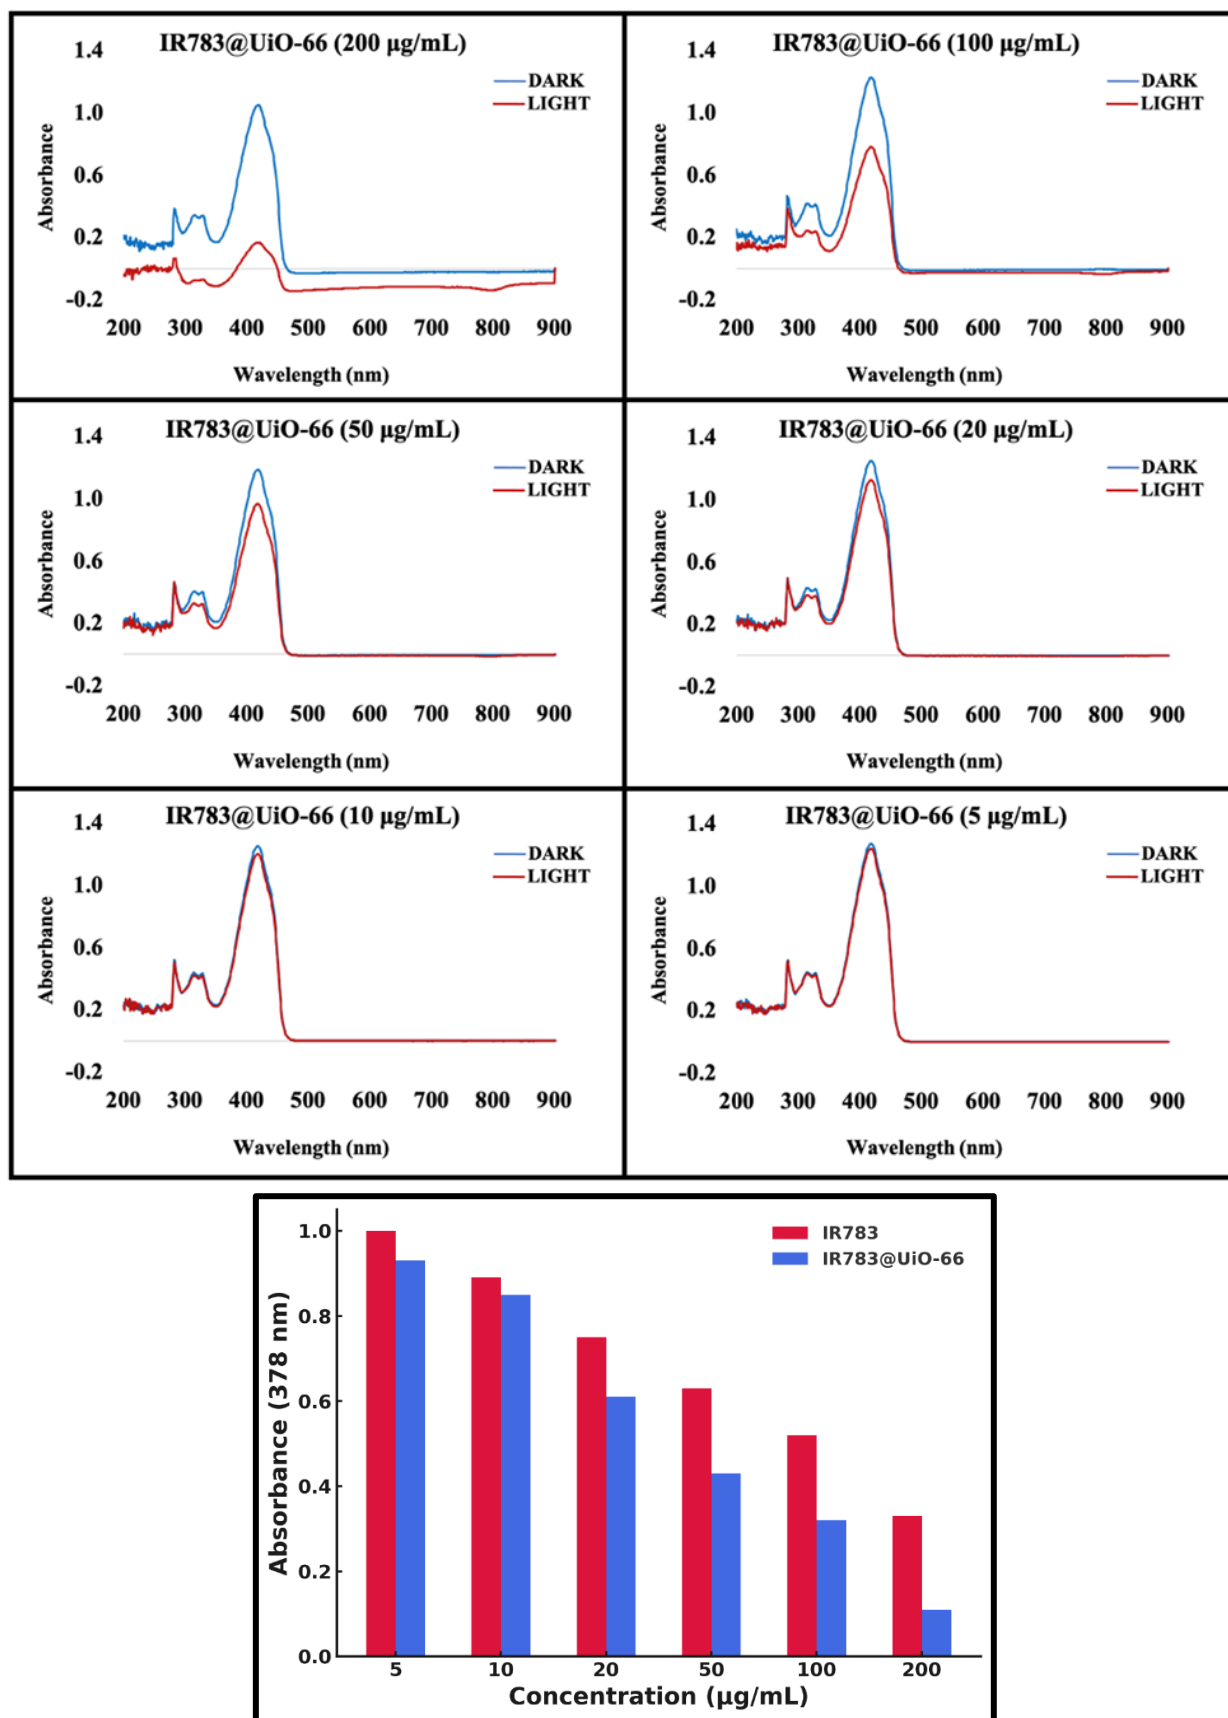 IR783@UiO-66 (200 μg/mL)
1.4
1.0
0.6
0.2
-0.2
Absorbance
DARK
LIGHT
200 300 400 500 600 700 800 900
Wavelength (nm)
IR783@UiO-66 (100 μg/mL)
1.4
1.0
0.6
0.2
-0.2
Absorbance
DARK
LIGHT
200 300 400 500 600 700 800 900
Wavelength (nm)
IR783@UiO-66 (50 μg/mL)
1.4
1.0
0.6
0.2
-0.2
Absorbance
DARK
LIGHT
200 300 400 500 600 700 800 900
Wavelength (nm)
IR783@UiO-66 (20 μg/mL)
1.4
1.0
0.6
0.2
-0.2
Absorbance
DARK
LIGHT
200 300 400 500 600 700 800 900
Wavelength (nm)
IR783@UiO-66 (10 μg/mL)
1.4
1.0
0.6
0.2
-0.2
Absorbance
DARK
LIGHT
200 300 400 500 600 700 800 900
Wavelength (nm)
IR783@UiO-66 (5 μg/mL)
1.4
1.0
0.6
0.2
-0.2
Absorbance
DARK
LIGHT
200 300 400 500 600 700 800 900
Wavelength (nm)
1.0
0.8
0.6
0.4
0.2
0.0
Absorbance (378 nm)
IR783
IR783@UiO-66
5 10 20 50 100 200
Concentration (μg/mL)